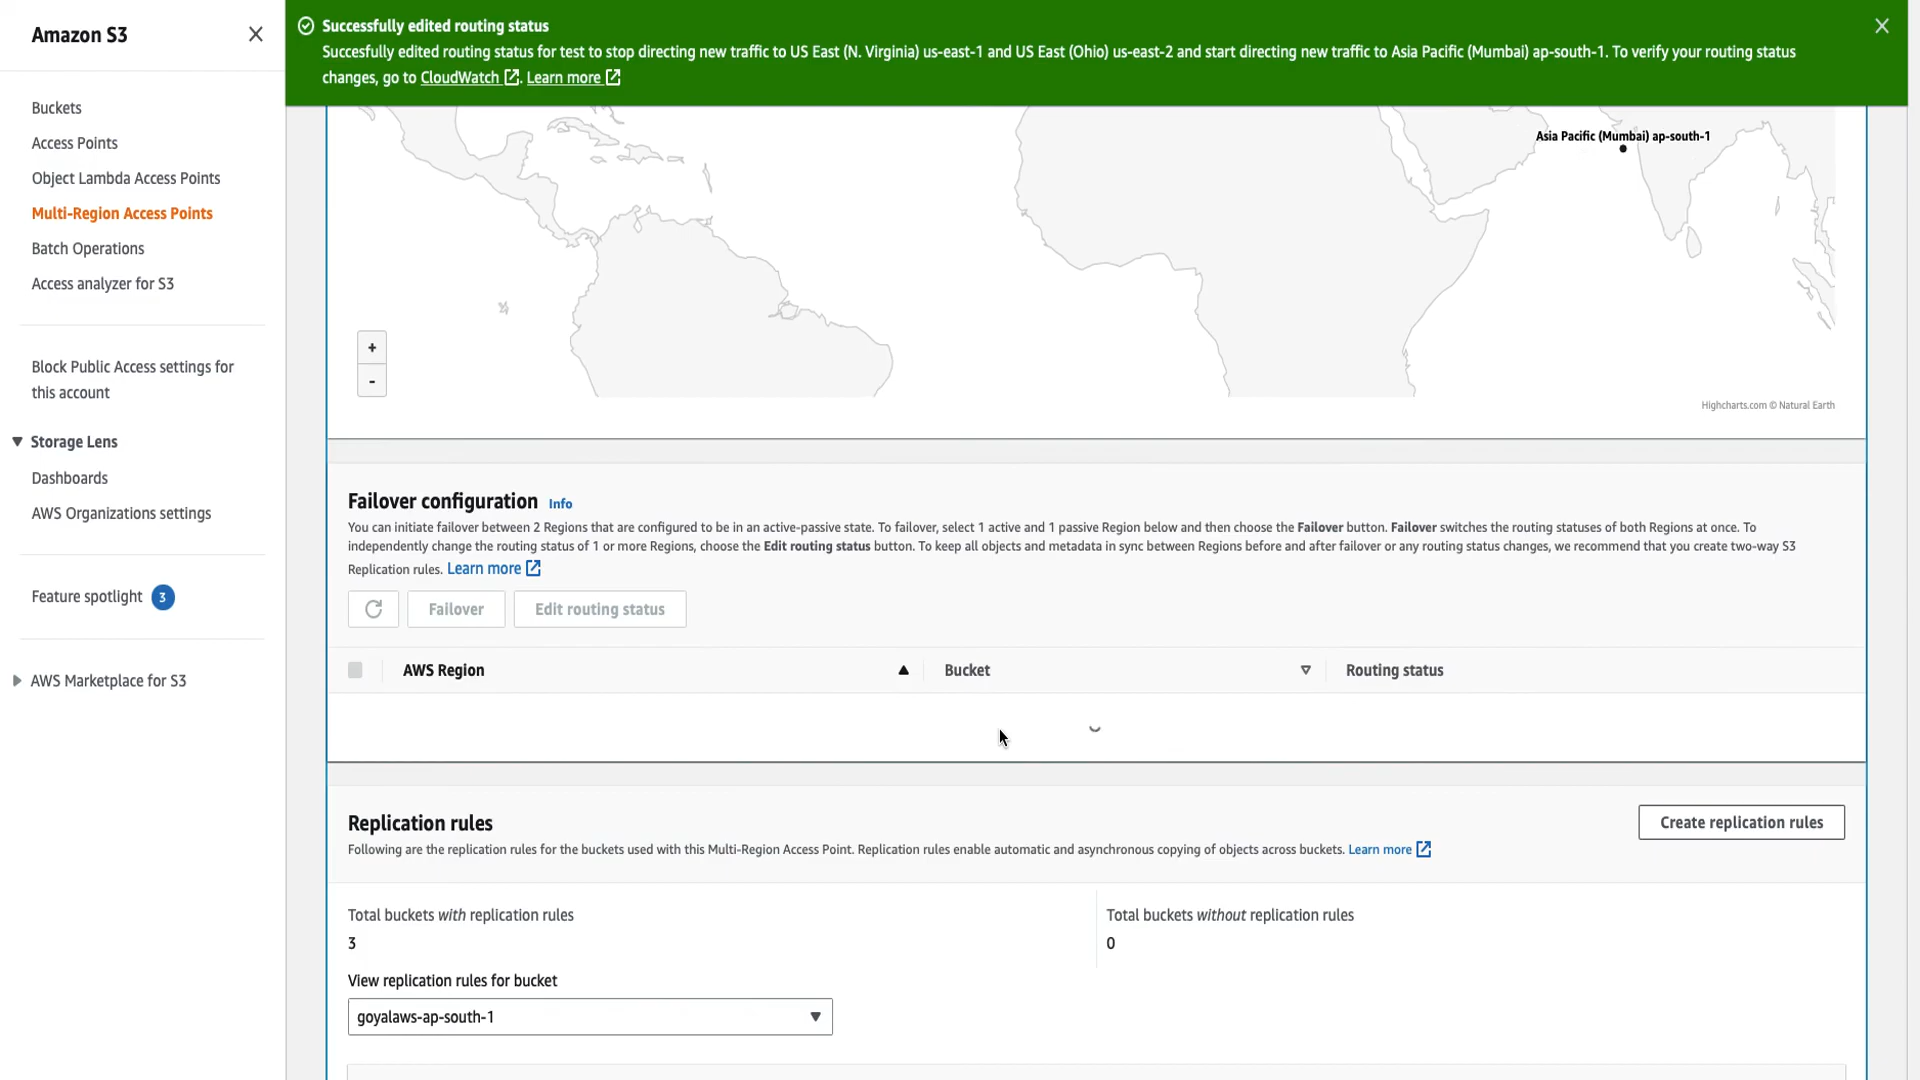 Amazon S3
Buckets
Access Points
Object Lambda Access Points
Multi-Region Access Points
Batch Operations
Access analyzer for S3
Block Public Access settings for
this account
Storage Lens
Dashboards
AWS Organizations settings
Feature spotlight 3
AWS Marketplace for S3
Successfully edited routing status
Succesfully edited routing status for test to stop directing new traffic to US East (N. Virginia) us-east-1 and US East (Ohio) us-east-2 and start directing new traffic to Asia Pacific (Mumbai) ap-south-1. To verify your routing status
changes, go to CloudWatch. Learn more
Asia Pacific (Mumbai) ap-south-1
+
-
Highcharts.com © Natural Earth
Failover configuration Info
You can initiate failover between 2 Regions that are configured to be in an active-passive state. To failover, select 1 active and 1 passive Region below and then choose the Failover button. Failover switches the routing statuses of both Regions at once. To
independently change the routing status of 1 or more Regions, choose the Edit routing status button. To keep all objects and metadata in sync between Regions before and after failover or any routing status changes, we recommend that you create two-way S3
Replication rules. Learn more
Failover Edit routing status
AWS Region Bucket Routing status
Replication rules Create replication rules
Following are the replication rules for the buckets used with this Multi-Region Access Point. Replication rules enable automatic and asynchronous copying of objects across buckets. Learn more
Total buckets with replication rules Total buckets without replication rules
3 0
View replication rules for bucket
goyalaws-ap-south-1